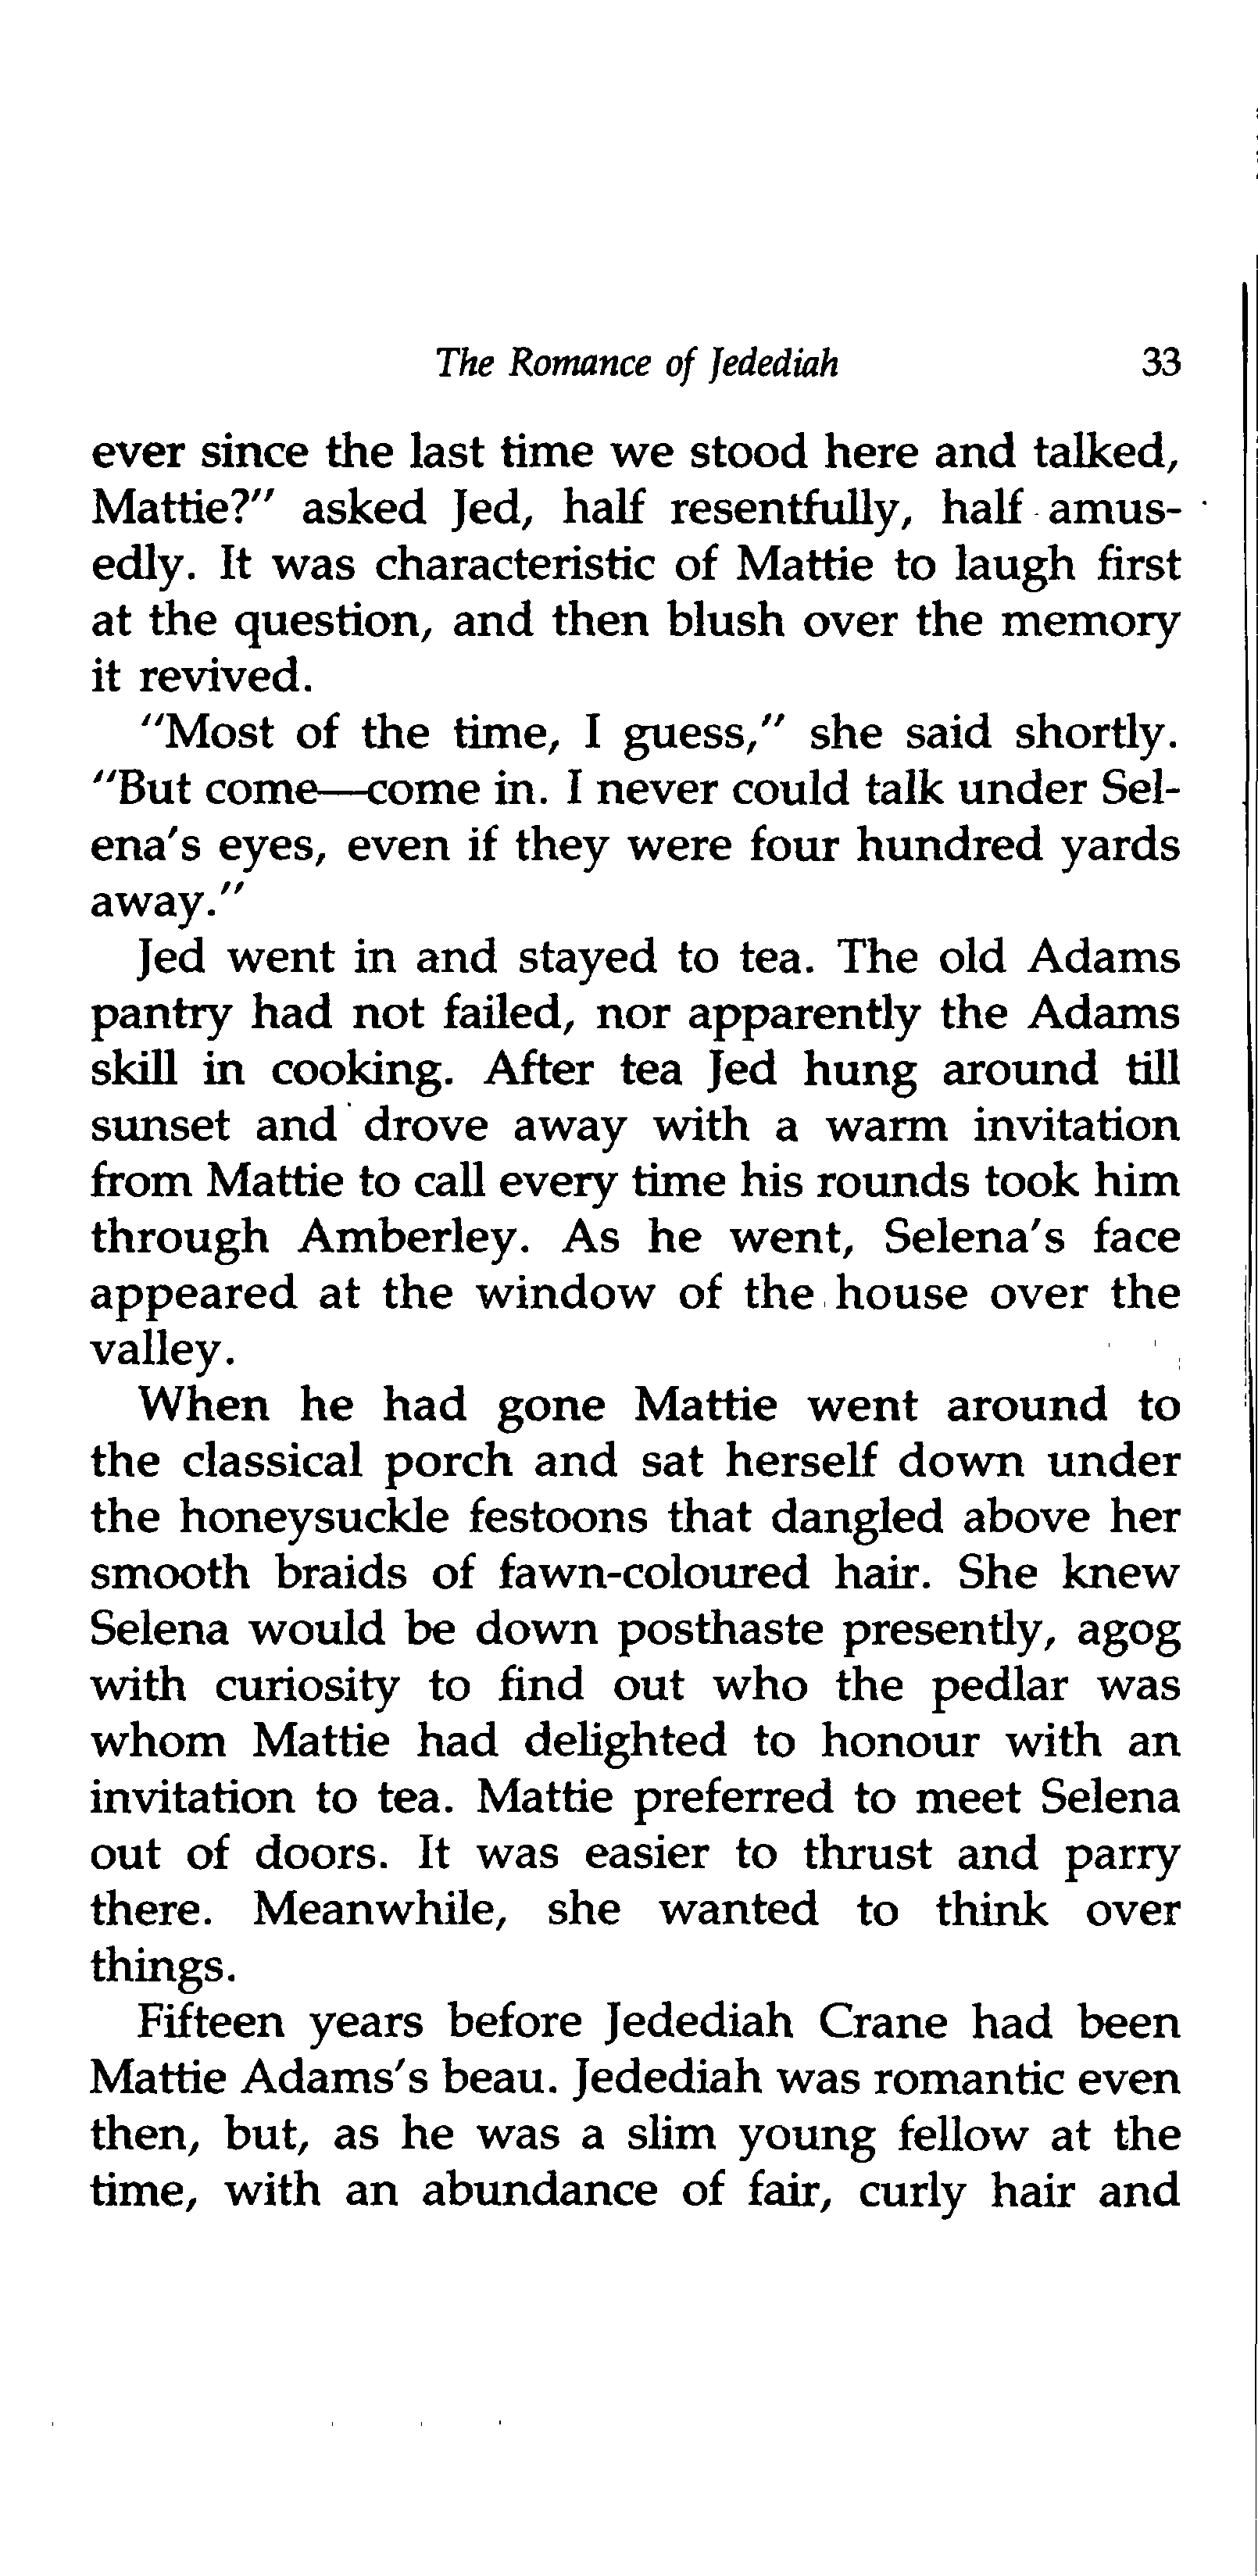 The Romance of Jedediah 33
ever since the last time we stood here and talked,
Mattie?" asked Jed, half resentfully, half amus-
edly. It was characteristic of Mattie to laugh first
at the question, and then blush over the memory
it revived.
"Most of the time, I guess," she said shortly.
"But come—come in. I never could talk under Sel-
ena's eyes, even if they were four hundred yards
away."
Jed went in and stayed to tea. The old Adams
pantry had not failed, nor apparently the Adams
skill in cooking. After tea Jed hung around till
sunset and drove away with a warm invitation
from Mattie to call every time his rounds took him
through Amberley. As he went, Selena's face
appeared at the window of the house over the
valley.
When he had gone Mattie went around to
the classical porch and sat herself down under
the honeysuckle festoons that dangled above her
smooth braids of fawn-coloured hair. She knew
Selena would be down posthaste presently, agog
with curiosity to find out who the pedlar was
whom Mattie had delighted to honour with an
invitation to tea. Mattie preferred to meet Selena
out of doors. It was easier to thrust and parry
there. Meanwhile, she wanted to think over
things.
Fifteen years before Jedediah Crane had been
Mattie Adams's beau. Jedediah was romantic even
then, but, as he was a slim young fellow at the
time, with an abundance of fair, curly hair and